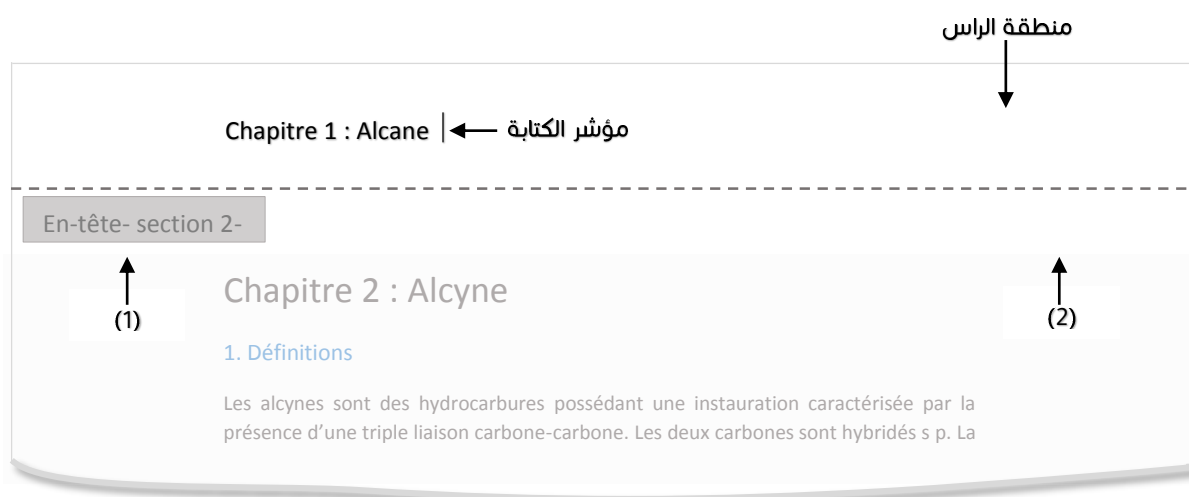 منطقة الراس
Chapitre 1 : Alcane
مؤشر الكتابة
En-tête- section 2-
(1)
(2)
Chapitre 2 : Alcyne
1. Définitions
Les alcynes sont des hydrocarbures possédant une instauration caractérisée par la
présence d’une triple liaison carbone-carbone. Les deux carbones sont hybridés s p. La